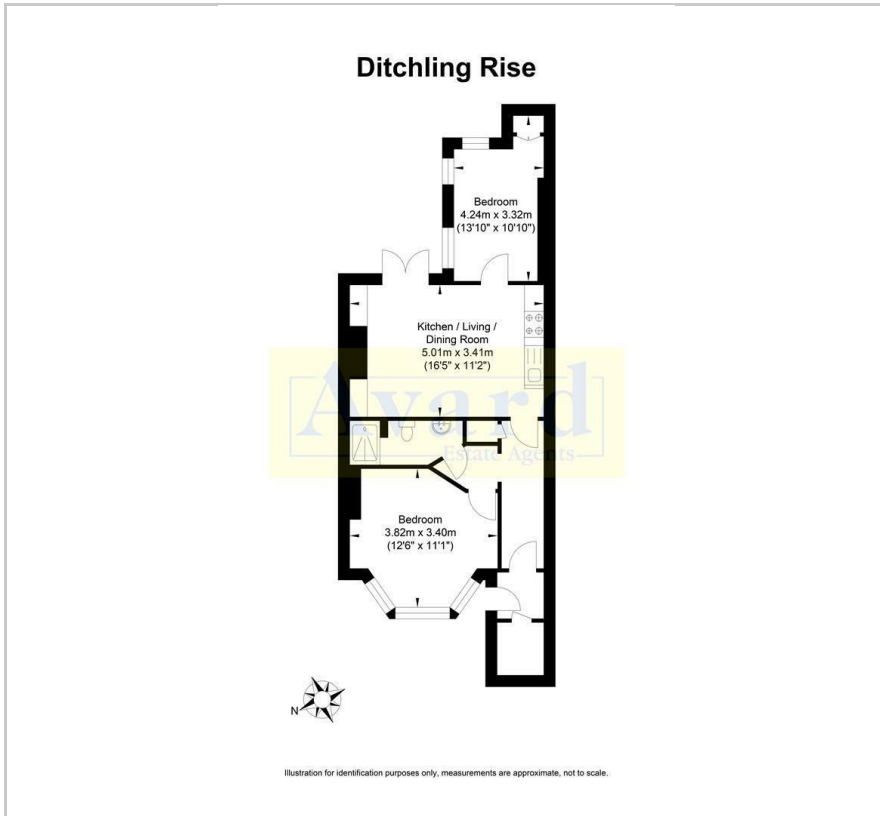 Ditchling Rise
Bedroom
4.24m x 3.32m
(13'10" x 10'10")
Kitchen / Living /
Dining Room
5.01m x 3.41m
(16'5" x 11'2")
Avard
Estate Agents
Bedroom
3.82m x 3.40m
(12'6" x 11'1")
N
Illustration for identification purposes only, measurements are approximate, not to scale.